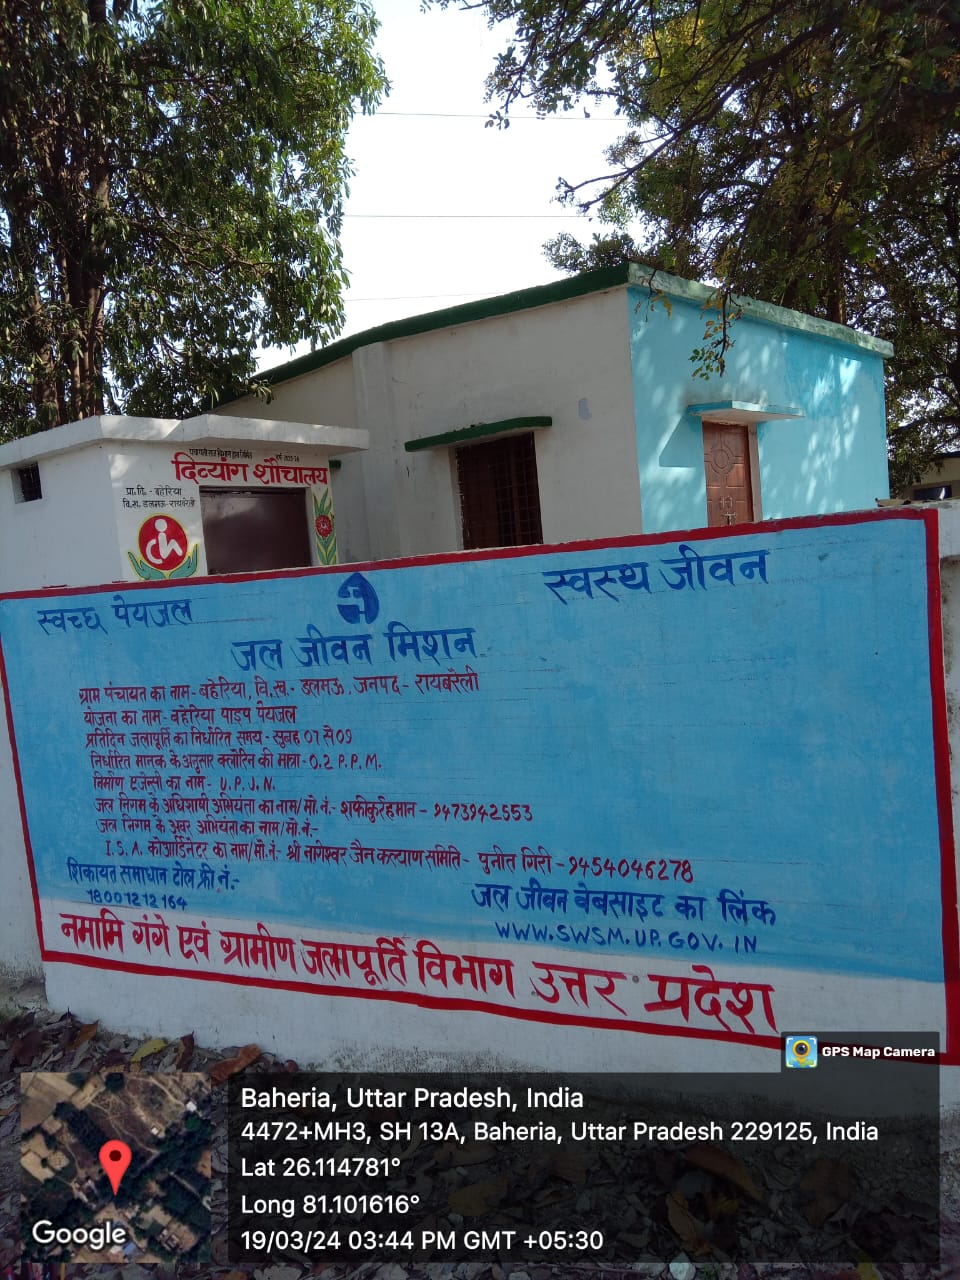 पंचायती राज विभाग द्वारा निर्मित
दिव्यांग शौचालय
प्रा. वि. - बहेरिया
वि. ख. डलमऊ - रायबरेली
स्वच्छ पेयजल
स्वस्थ जीवन
जल जीवन मिशन
ग्राम पंचायत का नाम - बहेरिया, वि. ख. - डलमऊ, जनपद - रायबरेली
योजना का नाम - बहेरिया पाइप पेयजल
प्रतिदिन जलापूर्ति का निर्धारित समय - सुबह 07 से 09
निर्धारित मानक के अनुसार क्लोरिन की मात्रा - 0.2 P.P.M.
निर्माण एजेन्सी का नाम - U.P.J.N.
जल निगम के अधिशाषी अभियंता का नाम/मो. नं. - शफीकुर्रहमान - 9473942553
जल निगम के अवर अभियंता का नाम/मो. नं. -
I.S.A. कोआर्डिनेटर का नाम/मो. नं. - श्री नागेश्वर जैन कल्याण समिति - पुनीत गिरी - 9454046278
शिकायत समाधान टोल फ्री नं. -
18001212164
जल जीवन वेबसाइट का लिंक
WWW.SWSM.UP.GOV.IN
नमामि गंगे एवं ग्रामीण जलापूर्ति विभाग उत्तर प्रदेश
GPS Map Camera
Baheria, Uttar Pradesh, India
4472+MH3, SH 13A, Baheria, Uttar Pradesh 229125, India
Lat 26.114781°
Long 81.101616°
19/03/24 03:44 PM GMT +05:30
Google